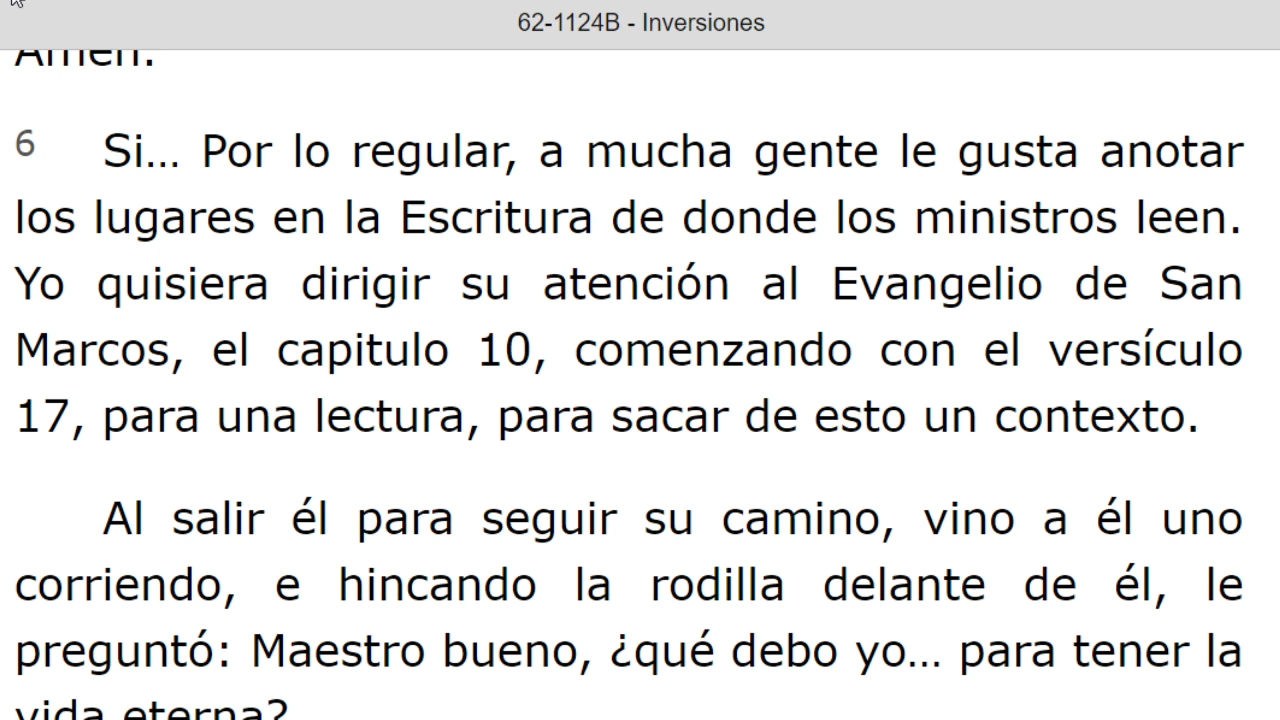 62-1124B - Inversiones
Amén.
6 Si... Por lo regular, a mucha gente le gusta anotar
los lugares en la Escritura de donde los ministros leen.
Yo quisiera dirigir su atención al Evangelio de San
Marcos, el capitulo 10, comenzando con el versículo
17, para una lectura, para sacar de esto un contexto.
Al salir él para seguir su camino, vino a él uno
corriendo, e hincando la rodilla delante de él, le
preguntó: Maestro bueno, ¿qué debo yo... para tener la
vida eterna?